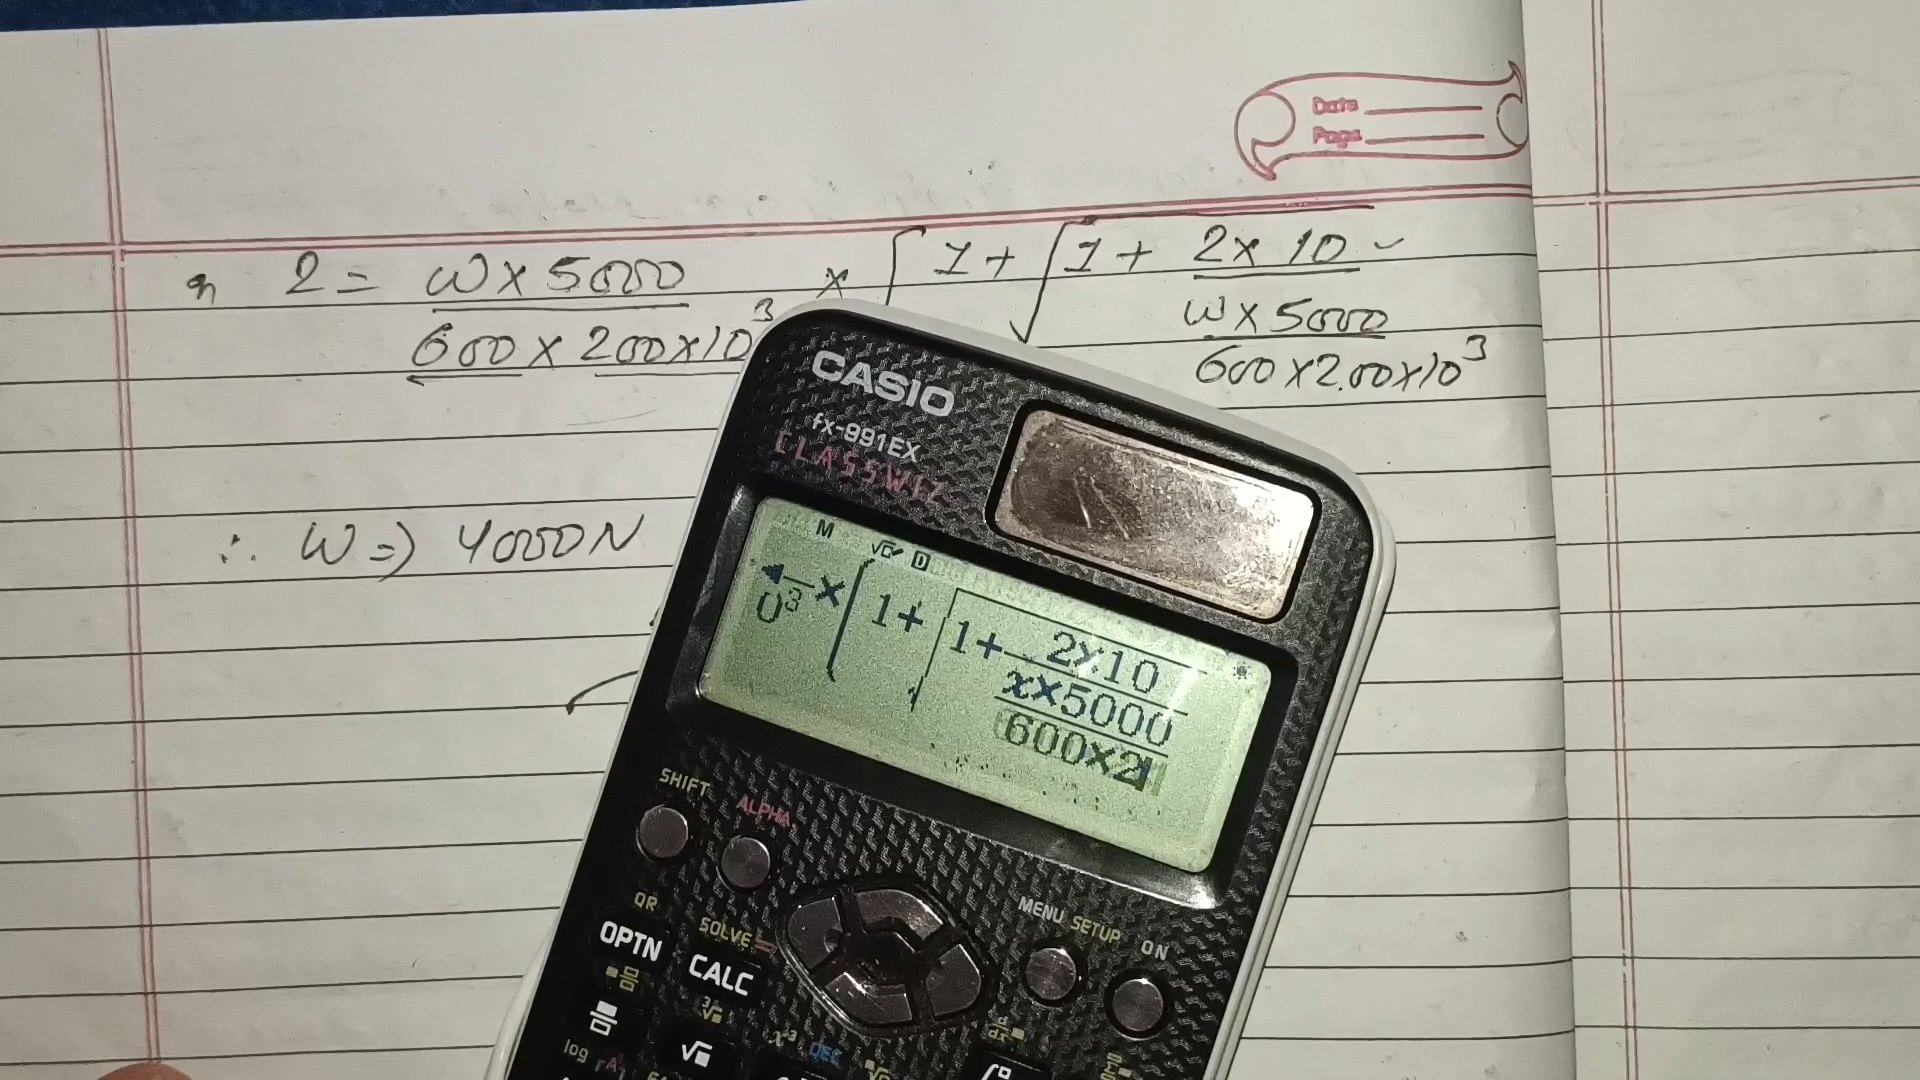 Date
Page
2 = W×5000 × [1+√1+ 2×10
600×200×10³
W×5000
600×200×10³
∴ W => 4000N
CASIO
fx-991EX
CLASSWIZ
M √□ D
0³ × (1+√1+ 2×10
x×5000
600×2
SHIFT
ALPHA
MENU SETUP ON
QR
OPTN
SOLVE =
CALC
x³ DEL
log